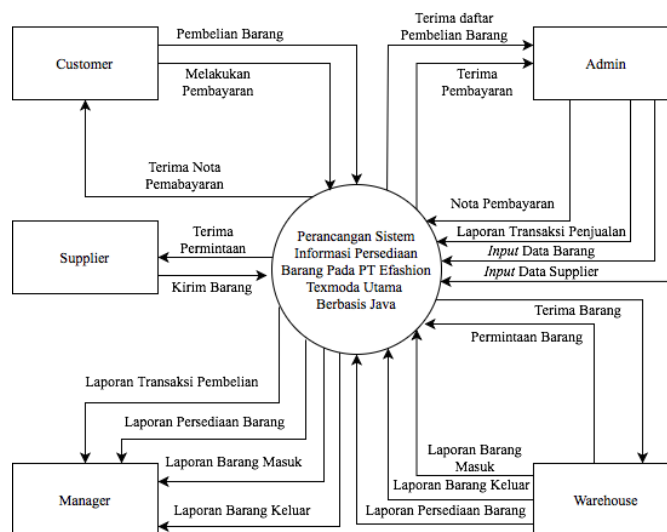 Customer
Pembelian Barang
Melakukan
Pembayaran
Terima Nota
Pemabayaran
Terima daftar
Pembelian Barang
Terima
Pembayaran
Admin
Nota Pembayaran
Laporan Transaksi Penjualan
Input Data Barang
Input Data Supplier
Supplier
Terima
Permintaan
Kirim Barang
Perancangan Sistem
Informasi Persediaan
Barang Pada PT Efashion
Texmoda Utama
Berbasis Java
Terima Barang
Permintaan Barang
Laporan Transaksi Pembelian
Laporan Persediaan Barang
Laporan Barang Masuk
Laporan Barang Keluar
Manager
Laporan Barang
Masuk
Laporan Barang Keluar
Laporan Persediaan Barang
Warehouse